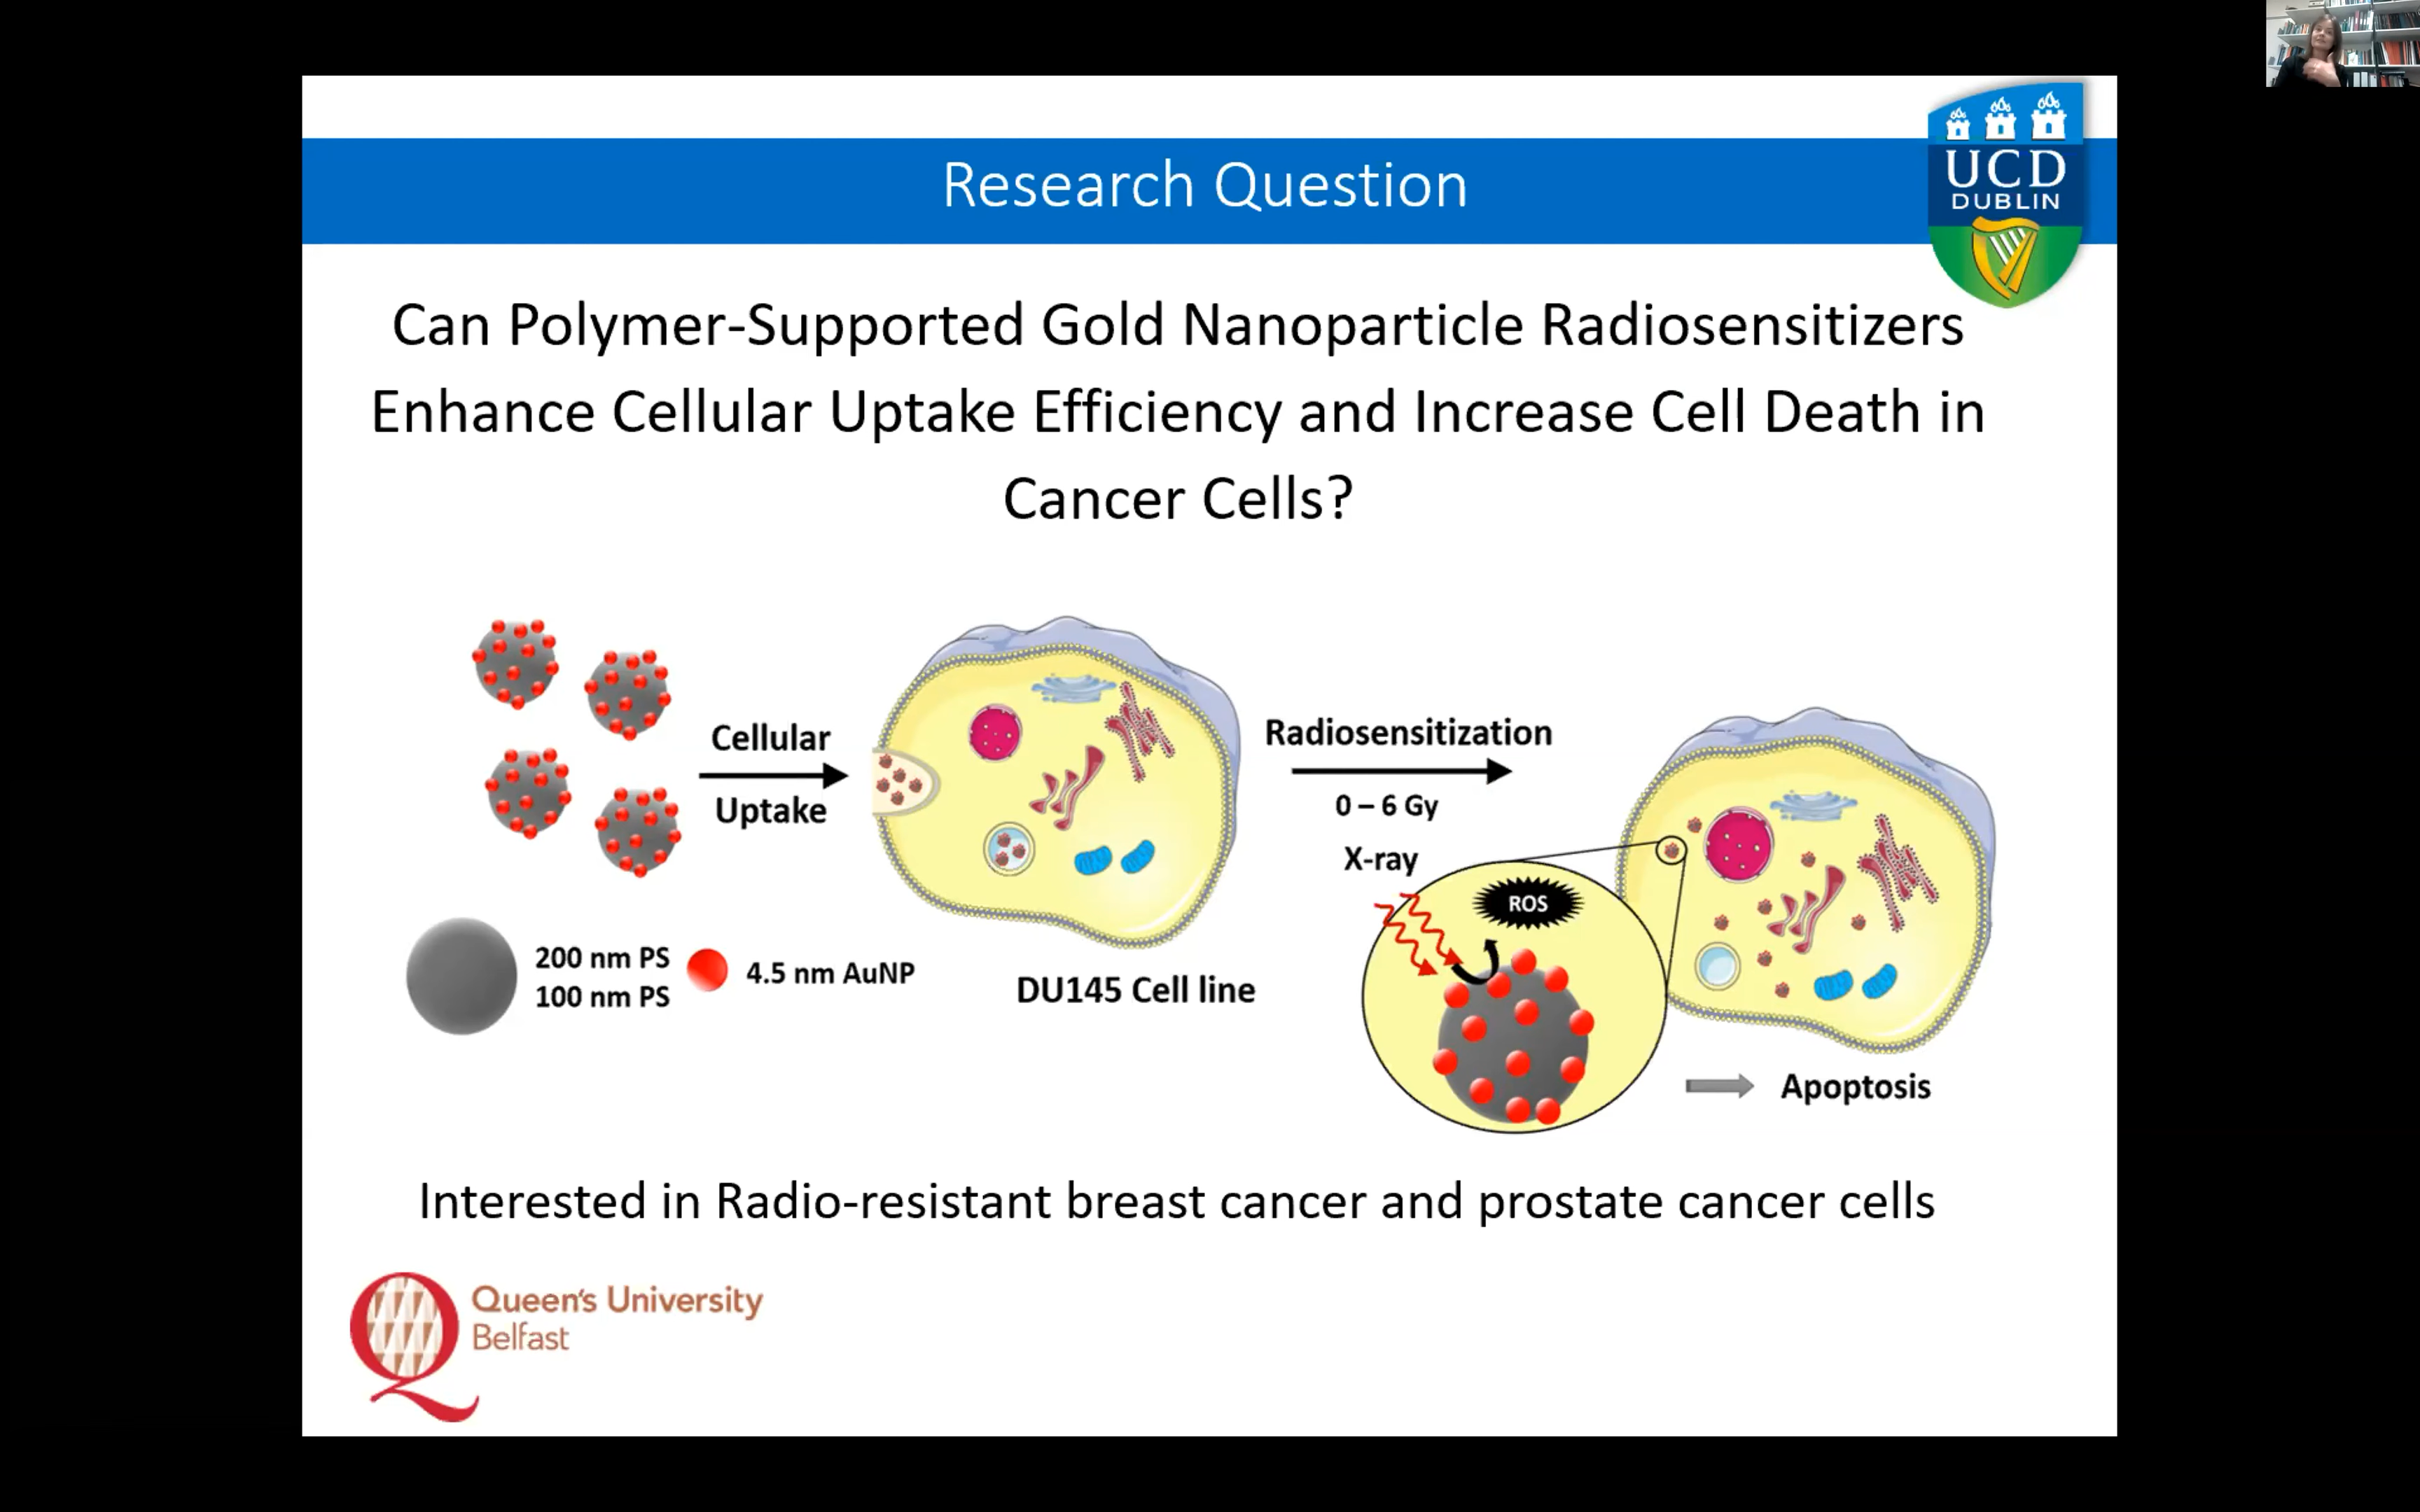 Research Question
UCD
DUBLIN
Can Polymer-Supported Gold Nanoparticle Radiosensitizers
Enhance Cellular Uptake Efficiency and Increase Cell Death in
Cancer Cells?
Cellular
Uptake
200 nm PS
100 nm PS
4.5 nm AuNP
DU145 Cell line
Radiosensitization
0 – 6 Gy
X-ray
ROS
Apoptosis
Interested in Radio-resistant breast cancer and prostate cancer cells
Queen's University
Belfast